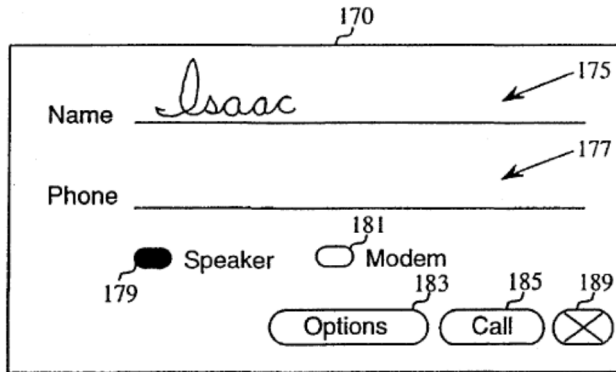 170
Name Isaac 175
177
Phone
181
Speaker Modem
179 183 185 189
Options Call